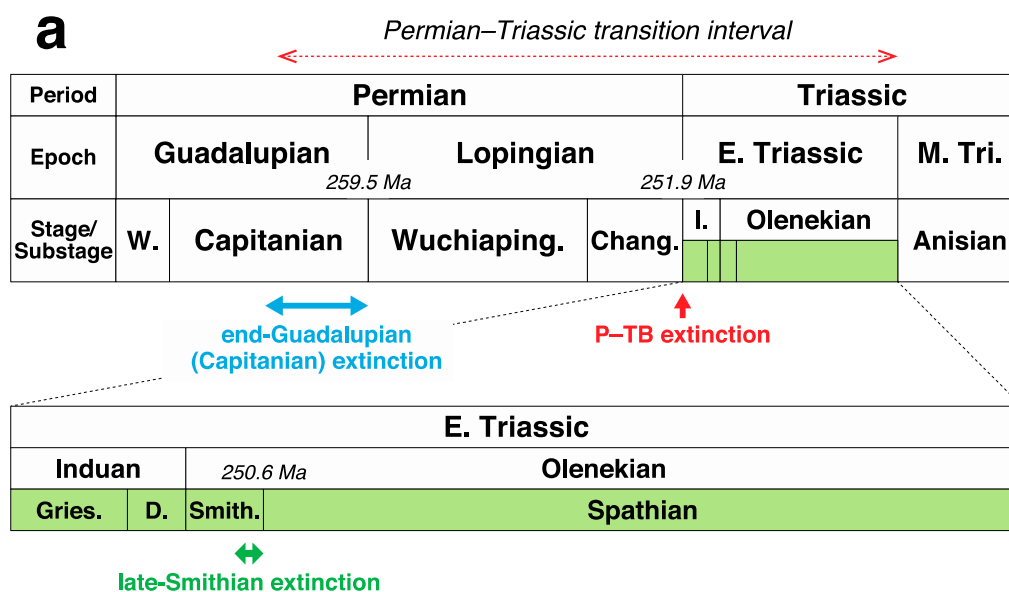 a
Permian–Triassic transition interval
Period Permian Triassic
Epoch Guadalupian Lopingian E. Triassic M. Tri.
259.5 Ma 251.9 Ma
Stage/
Substage W. Capitanian Wuchiaping. Chang. I. Olenekian Anisian
end-Guadalupian
(Capitanian) extinction
P–TB extinction
E. Triassic
Induan 250.6 Ma Olenekian
Gries. D. Smith. Spathian
late-Smithian extinction